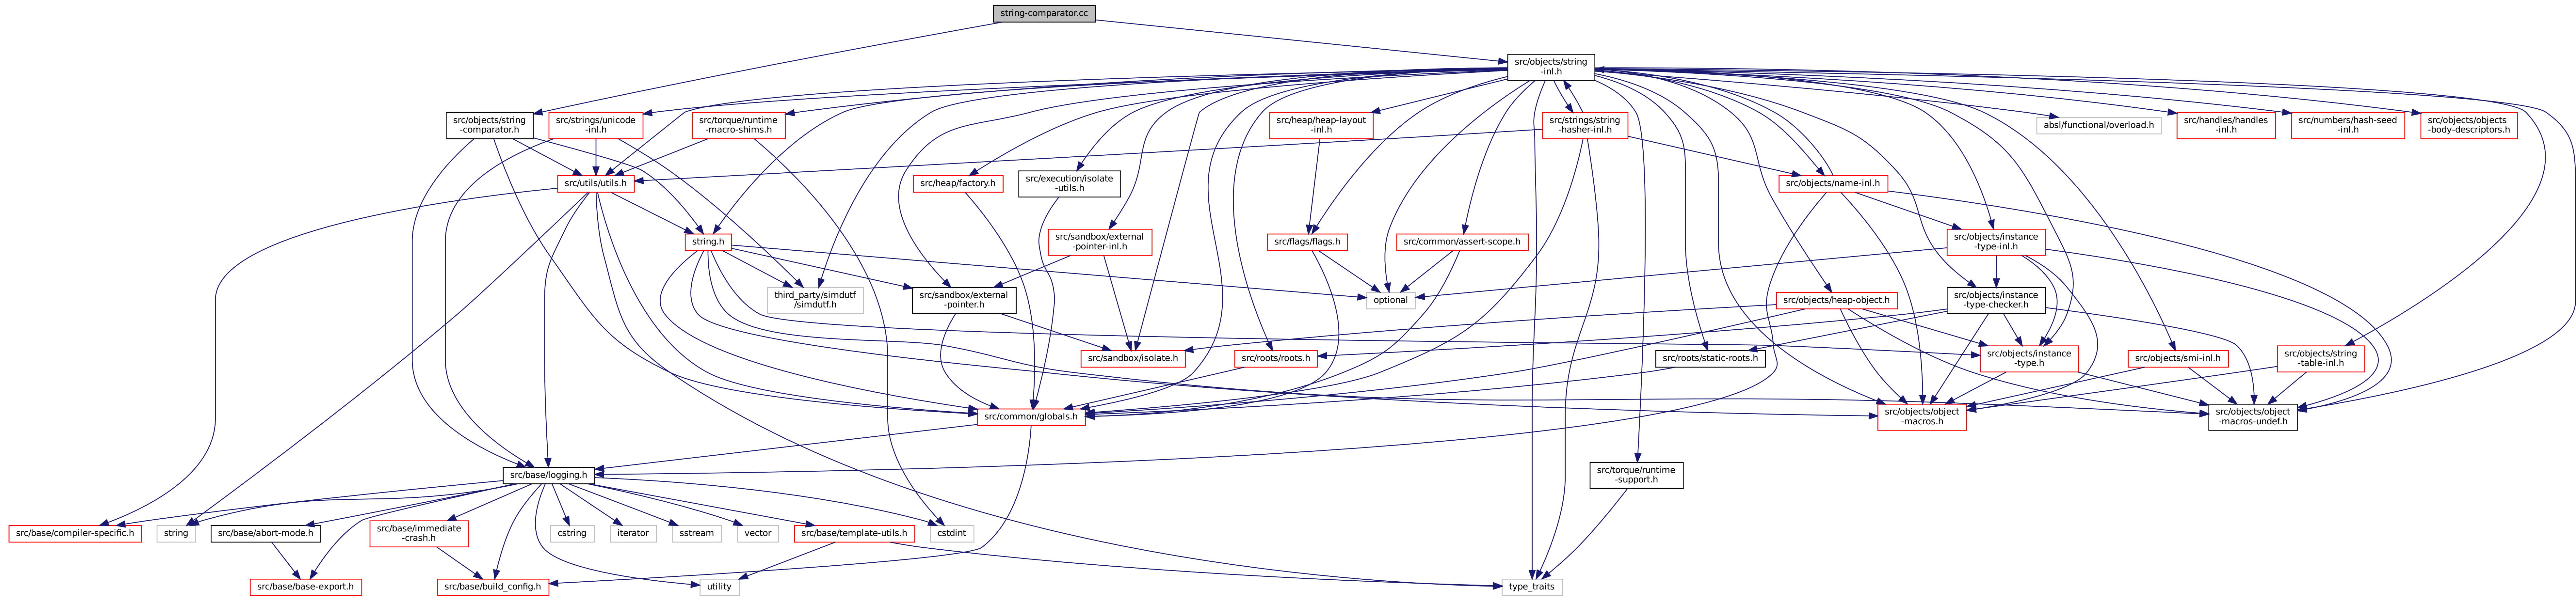 string-comparator.cc
src/objects/string
-inl.h
src/objects/string
-comparator.h
src/strings/unicode
-inl.h
src/torque/runtime
-macro-shims.h
src/heap/heap-layout
-inl.h
src/strings/string
-hasher-inl.h
absl/functional/overload.h
src/handles/handles
-inl.h
src/numbers/hash-seed
-inl.h
src/objects/objects
-body-descriptors.h
src/utils/utils.h
src/heap/factory.h
src/execution/isolate
-utils.h
src/objects/name-inl.h
string.h
src/sandbox/external
-pointer-inl.h
src/flags/flags.h
src/common/assert-scope.h
src/objects/instance
-type-inl.h
third_party/simdutf
/simdutf.h
src/sandbox/external
-pointer.h
optional
src/objects/heap-object.h
src/objects/instance
-type-checker.h
src/sandbox/isolate.h
src/roots/roots.h
src/roots/static-roots.h
src/objects/instance
-type.h
src/objects/smi-inl.h
src/objects/string
-table-inl.h
src/common/globals.h
src/objects/object
-macros.h
src/objects/object
-macros-undef.h
src/base/logging.h
src/torque/runtime
-support.h
src/base/compiler-specific.h
string
src/base/abort-mode.h
src/base/immediate
-crash.h
cstring
iterator
sstream
vector
src/base/template-utils.h
cstdint
src/base/base-export.h
src/base/build_config.h
utility
type_traits